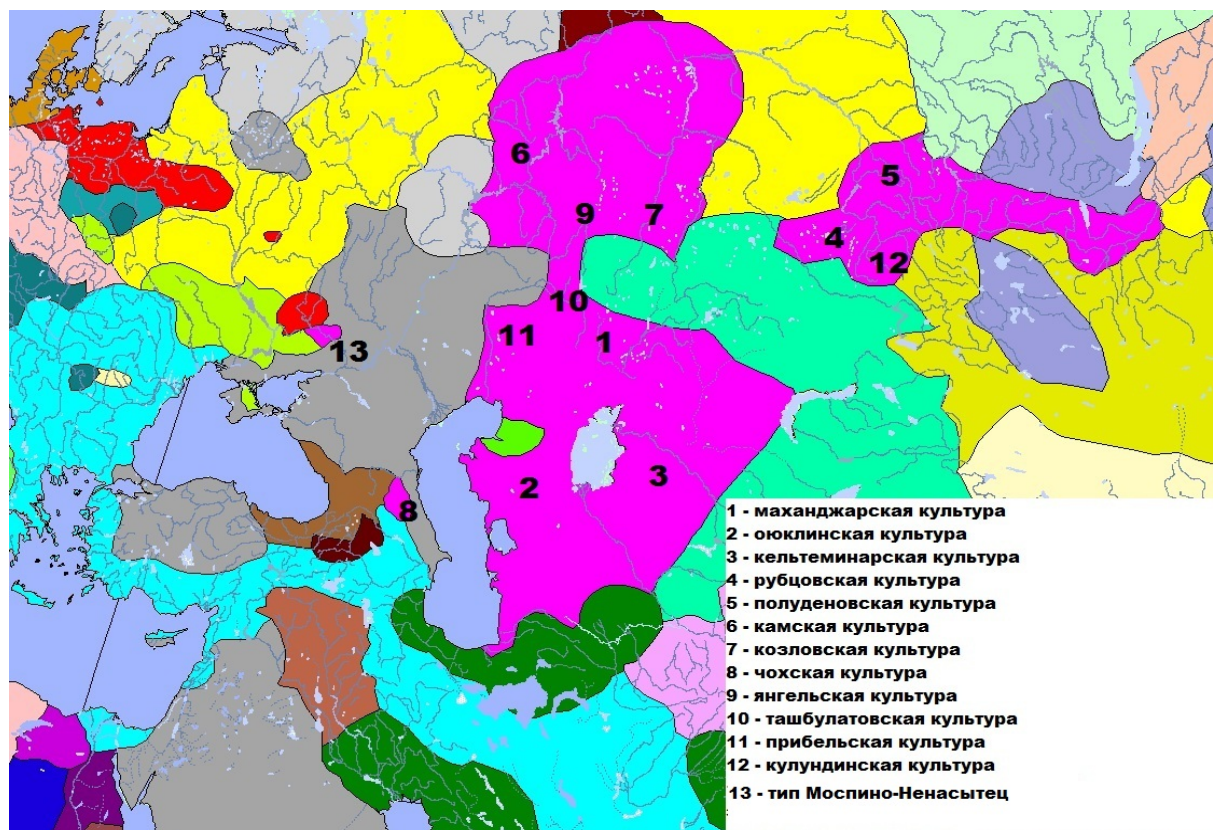 6
5
9
7
4
12
10
11
1
13
2
3
8
1 - маханджарская культура
2 - оюклинская культура
3 - кельтеминарская культура
4 - рубцовская культура
5 - полуденовская культура
6 - камская культура
7 - козловская культура
8 - чохская культура
9 - янгельская культура
10 - ташбулатовская культура
11 - прибельская культура
12 - кулундинская культура
13 - тип Моспино-Ненасытец